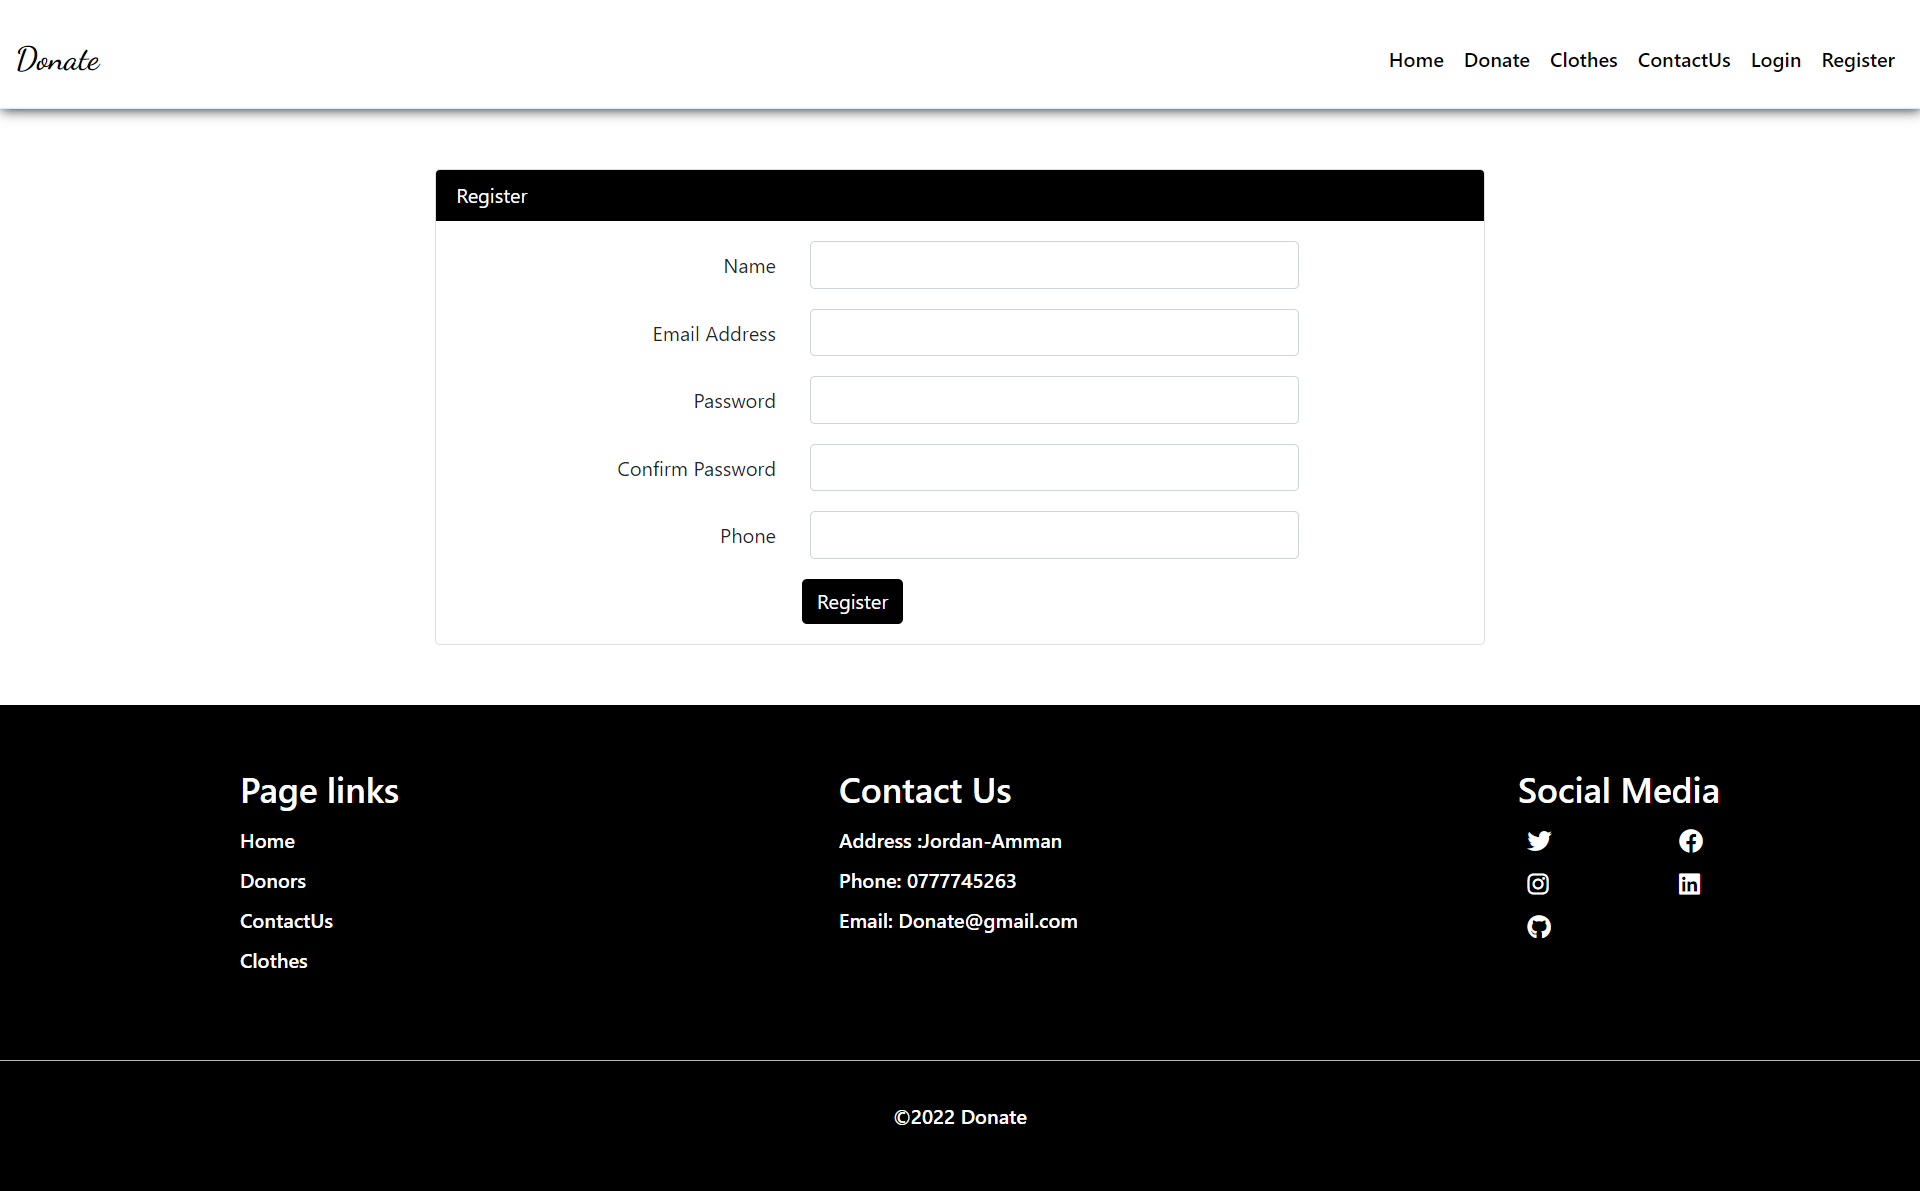 Donate
Home Donate Clothes ContactUs Login Register
Register
Name
Email Address
Password
Confirm Password
Phone
Register
Page links
Home
Donors
ContactUs
Clothes
Contact Us
Address :Jordan-Amman
Phone: 0777745263
Email: Donate@gmail.com
Social Media
©2022 Donate